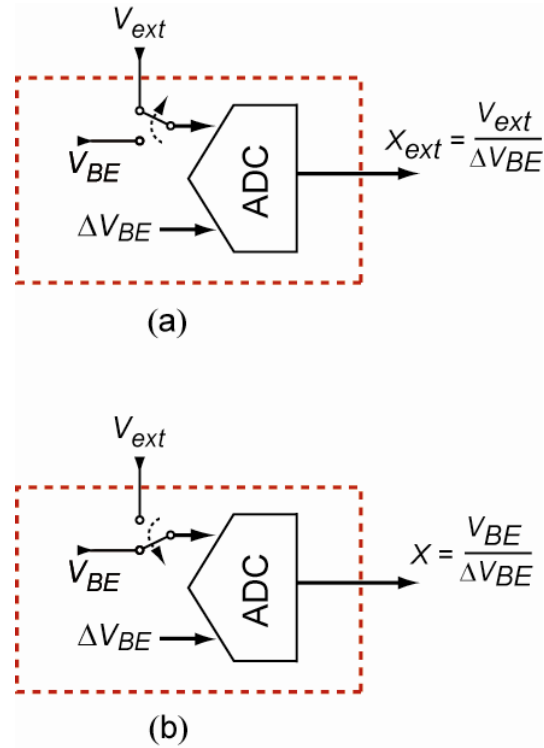 V_ext
V_BE
ΔV_BE
ADC
X_ext = V_ext / ΔV_BE
(a)
V_ext
V_BE
ΔV_BE
ADC
X = V_BE / ΔV_BE
(b)